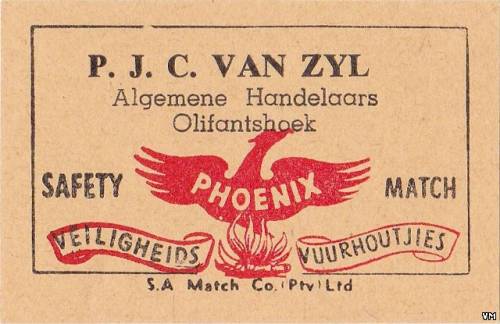 P. J. C. VAN ZYL
Algemene Handelaars
Olifantshoek
SAFETY PHOENIX MATCH
VEILIGHEIDS VUURHOUTJIES
S.A Match Co.(Pty)Ltd
VM